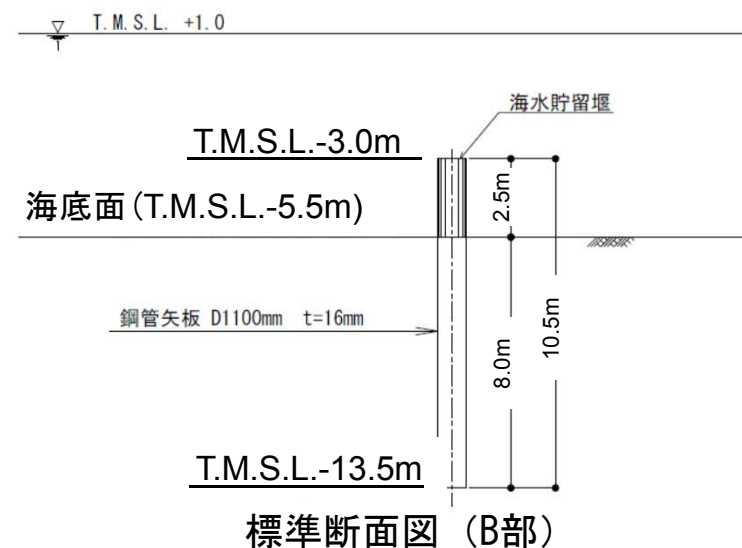 T.M.S.L. +1.0
海水貯留堰
T.M.S.L.-3.0m
2.5m
海底面(T.M.S.L.-5.5m)
鋼管矢板 D1100mm t=16mm
8.0m
10.5m
T.M.S.L.-13.5m
標準断面図 (B部)